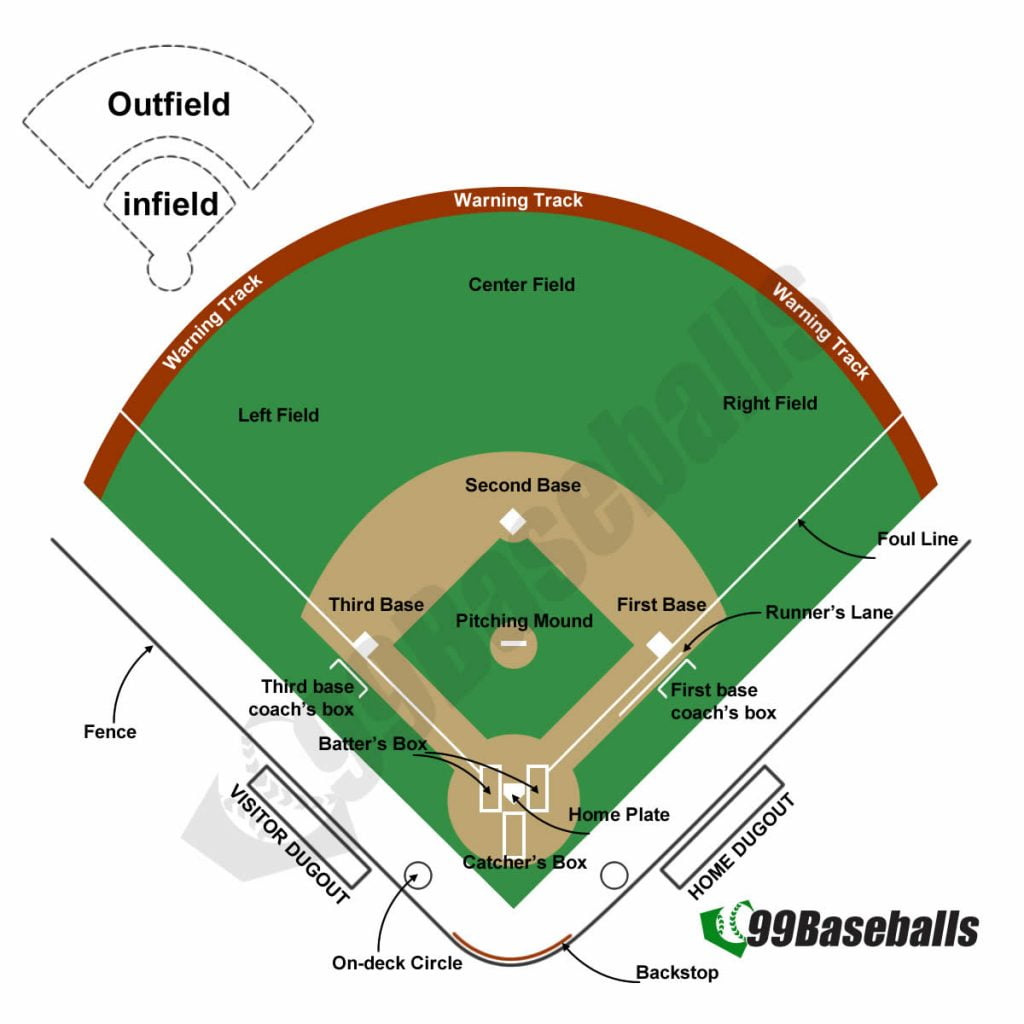 Outfield
infield
Warning Track
Warning Track
Warning Track
Center Field
Left Field
Right Field
Second Base
Foul Line
Third Base
First Base
Pitching Mound
Runner's Lane
Third base
coach's box
First base
coach's box
Fence
Batter's Box
Home Plate
VISITOR DUGOUT
HOME DUGOUT
Catcher's Box
On-deck Circle
Backstop
99Baseballs
99Baseballs